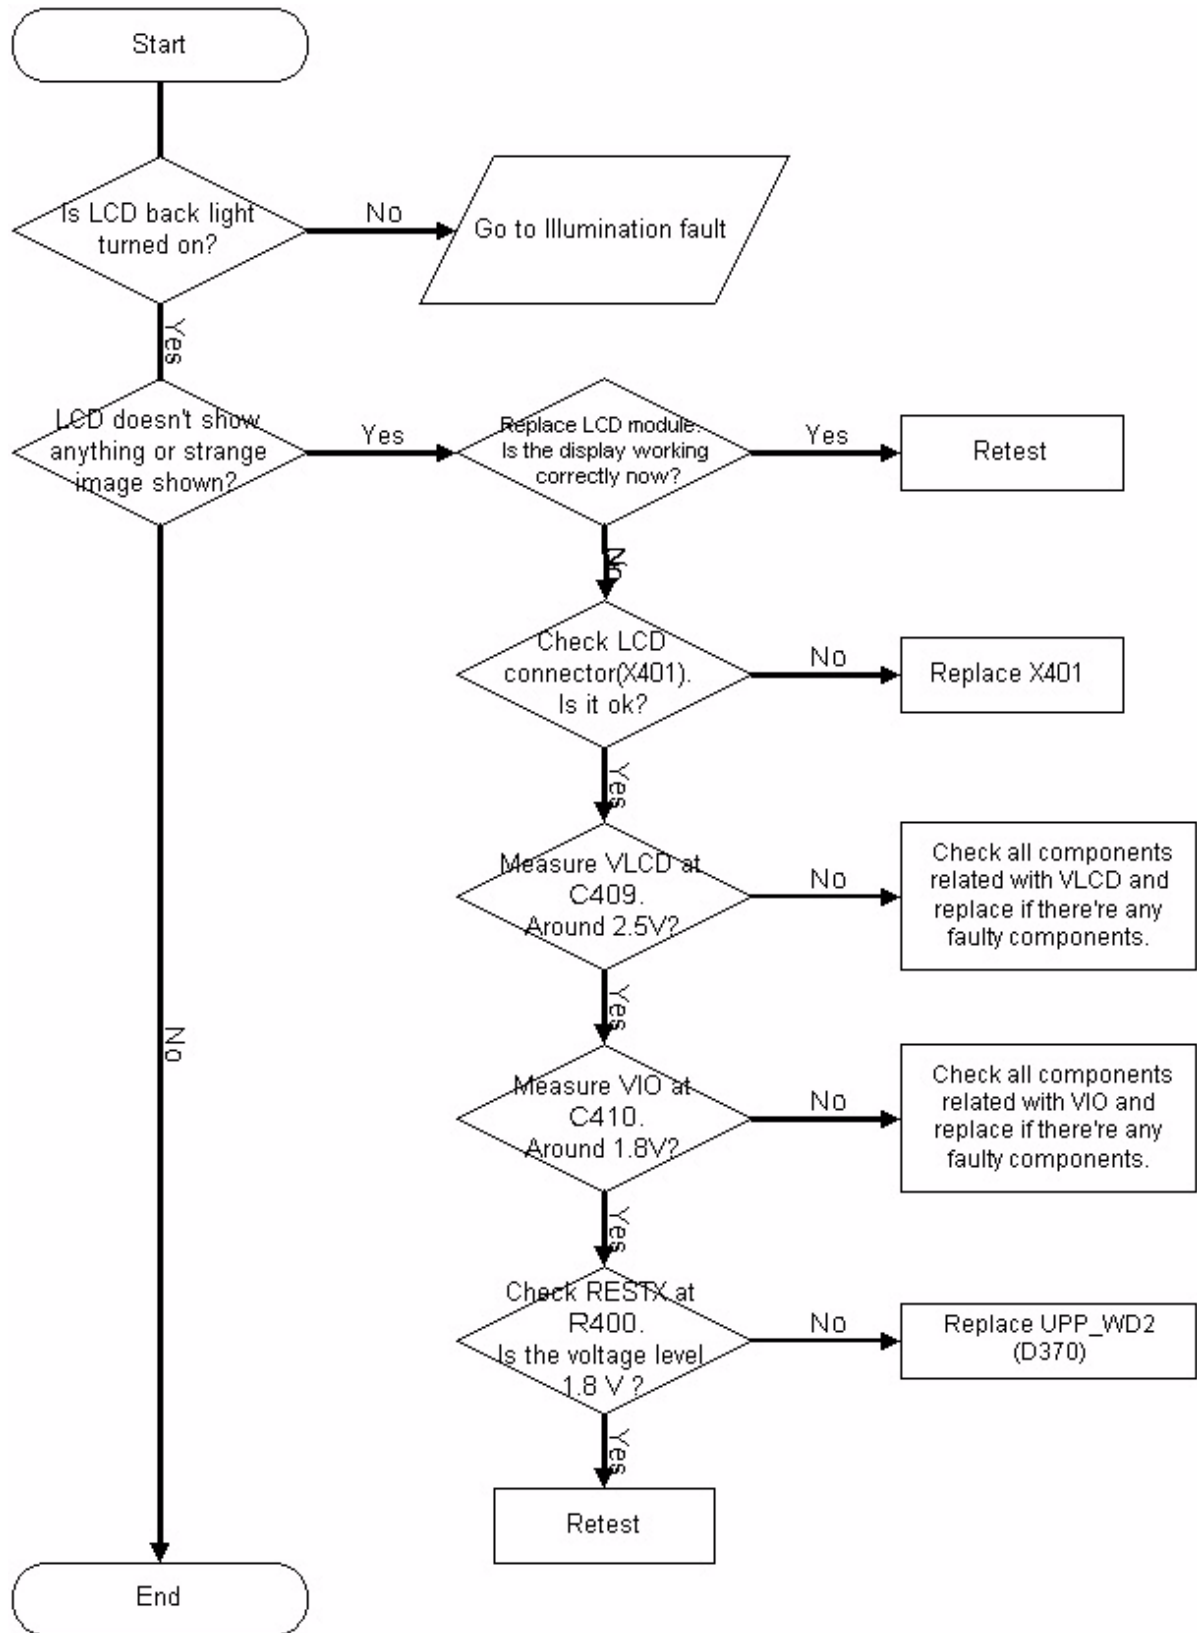 Start
Is LCD back light
turned on?
No
Go to Illumination fault
Yes
LCD doesn't show
anything or strange
image shown?
Yes
Replace LCD module.
Is the display working
correctly now?
Yes
Retest
No
Check LCD
connector(X401).
Is it ok?
No
Replace X401
Yes
Measure VLCD at
C409.
Around 2.5V?
No
Check all components
related with VLCD and
replace if there're any
faulty components.
Yes
No
Measure VIO at
C410.
Around 1.8V?
No
Check all components
related with VIO and
replace if there're any
faulty components.
Yes
Check RESTX at
R400.
Is the voltage level
1.8 V ?
No
Replace UPP_WD2
(D370)
Yes
Retest
End